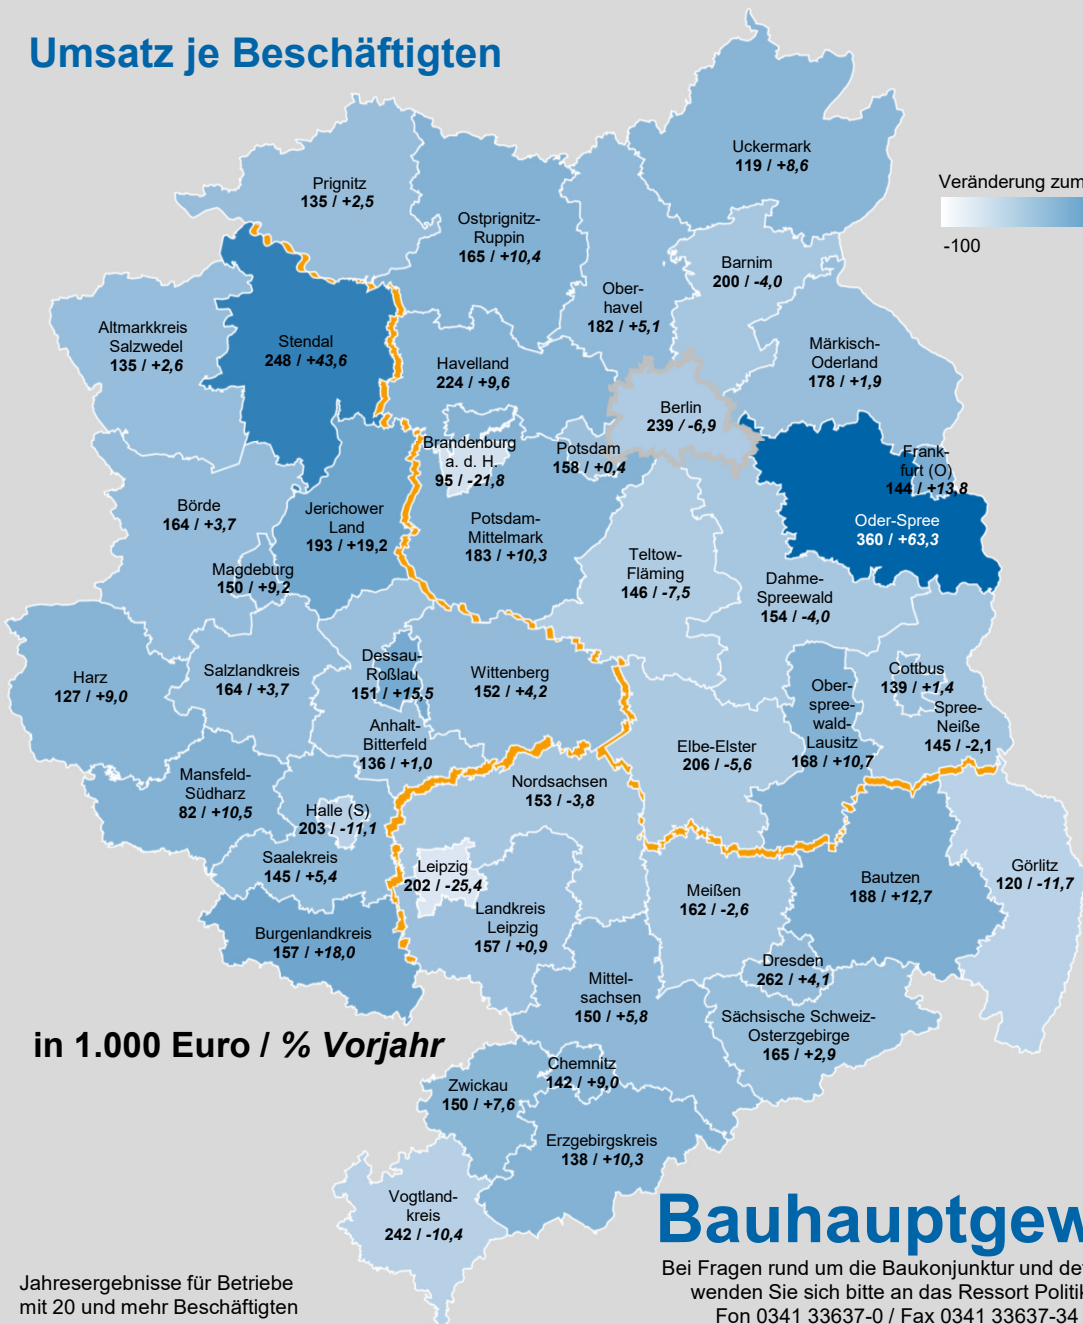 Umsatz je Beschäftigten
Uckermark
119 / +8,6
Prignitz
135 / +2,5
Veränderung zum
-100
Ostprignitz-
Ruppin
165 / +10,4
Barnim
200 / -4,0
Ober-
havel
182 / +5,1
Altmarkkreis
Salzwedel
135 / +2,6
Stendal
248 / +43,6
Märkisch-
Oderland
178 / +1,9
Havelland
224 / +9,6
Berlin
239 / -6,9
Brandenburg
a. d. H.
95 / -21,8
Potsdam
158 / +0,4
Frank-
furt (O)
144 / +13,8
Börde
164 / +3,7
Jerichower
Land
193 / +19,2
Potsdam-
Mittelmark
183 / +10,3
Oder-Spree
360 / +63,3
Teltow-
Fläming
146 / -7,5
Magdeburg
150 / +9,2
Dahme-
Spreewald
154 / -4,0
Harz
127 / +9,0
Salzlandkreis
164 / +3,7
Dessau-
Roßlau
151 / +15,5
Wittenberg
152 / +4,2
Cottbus
139 / +1,4
Ober-
spree-
wald-
Lausitz
168 / +10,7
Spree-
Neiße
145 / -2,1
Anhalt-
Bitterfeld
136 / +1,0
Elbe-Elster
206 / -5,6
Mansfeld-
Südharz
82 / +10,5
Nordsachsen
153 / -3,8
Halle (S)
203 / -11,1
Saalekreis
145 / +5,4
Leipzig
202 / -25,4
Meißen
162 / -2,6
Bautzen
188 / +12,7
Görlitz
120 / -11,7
Landkreis
Leipzig
157 / +0,9
Burgenlandkreis
157 / +18,0
Dresden
262 / +4,1
Mittel-
sachsen
150 / +5,8
Sächsische Schweiz-
Osterzgebirge
165 / +2,9
in 1.000 Euro / % Vorjahr
Chemnitz
142 / +9,0
Zwickau
150 / +7,6
Erzgebirgskreis
138 / +10,3
Vogtland-
kreis
242 / -10,4
Bauhauptgew
Bei Fragen rund um die Baukonjunktur und de
wenden Sie sich bitte an das Ressort Politik
Fon 0341 33637-0 / Fax 0341 33637-34
Jahresergebnisse für Betriebe
mit 20 und mehr Beschäftigten